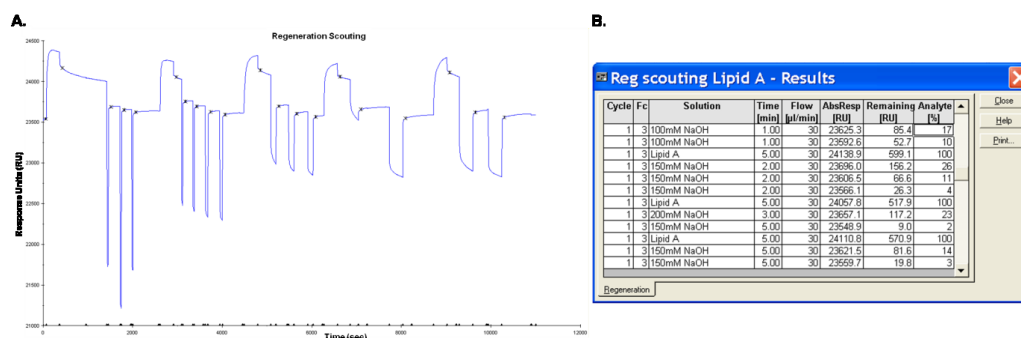 A.
Regeneration Scouting
24500
24000
23500
23000
22500
22000
21500
21000
Response Units (RU)
0
2000
4000
6000
8000
10000
12000
Time (sec)
B.
Reg scouting Lipid A - Results
Cycle Fc Solution Time [min] Flow [µl/min] AbsResp [RU] Remaining [RU] Analyte [%]
1 3 100mM NaOH 1.00 30 23625.3 85.4 17
1 3 100mM NaOH 1.00 30 23592.6 52.7 10
1 3 Lipid A 5.00 30 24138.9 599.1 100
1 3 150mM NaOH 2.00 30 23696.0 156.2 26
1 3 150mM NaOH 2.00 30 23606.5 66.6 11
1 3 150mM NaOH 2.00 30 23566.1 26.3 4
1 3 Lipid A 5.00 30 24057.8 517.9 100
1 3 200mM NaOH 3.00 30 23657.1 117.2 23
1 3 150mM NaOH 5.00 30 23548.9 9.0 2
1 3 Lipid A 5.00 30 24110.8 570.9 100
1 3 150mM NaOH 5.00 30 23621.5 81.6 14
1 3 150mM NaOH 5.00 30 23559.7 19.8 3
Regeneration
Close
Help
Print...